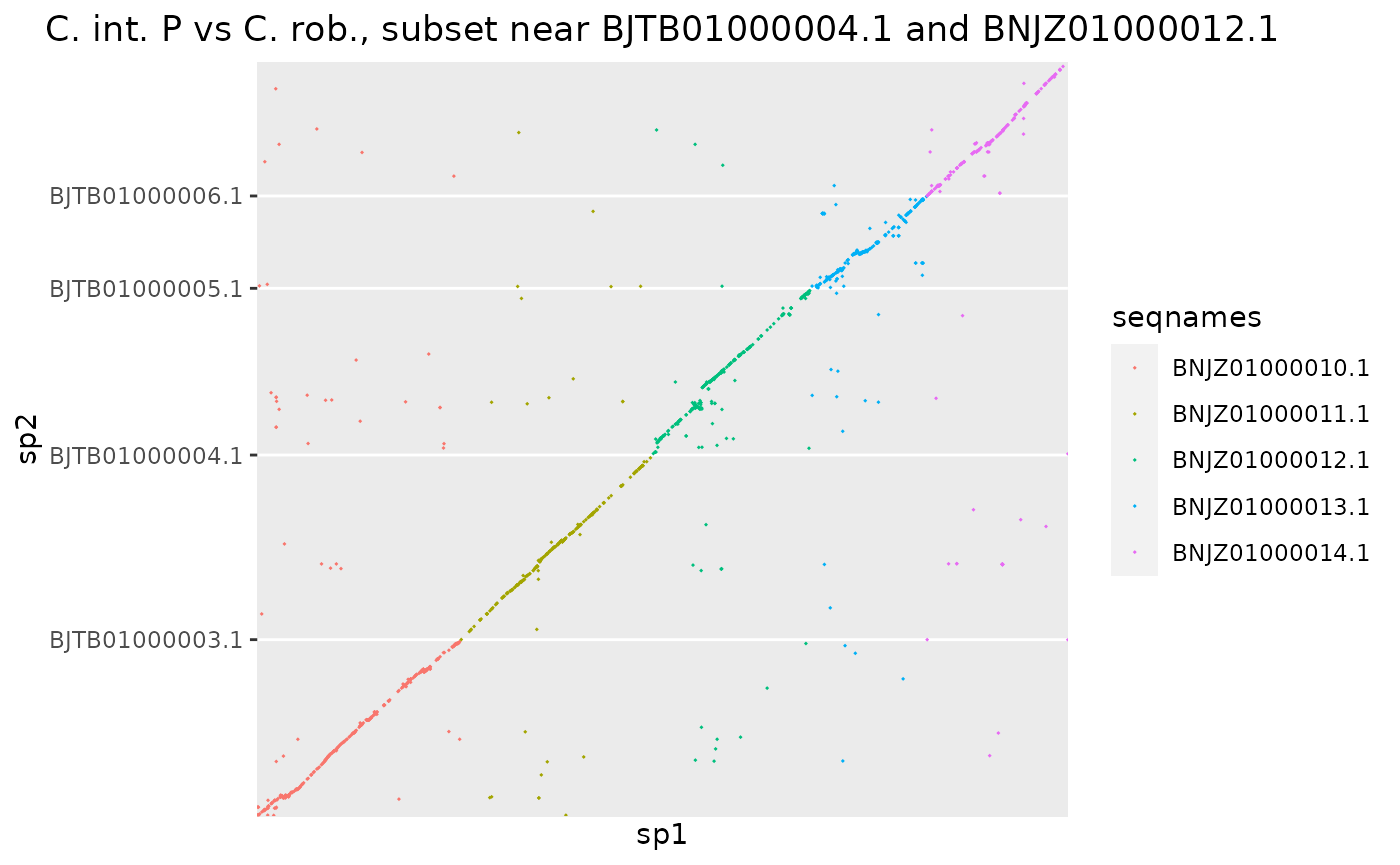 C. int. P vs C. rob., subset near BJTB01000004.1 and BNJZ01000012.1
BJTB01000006.1
BJTB01000005.1
BJTB01000004.1
BJTB01000003.1
sp2
sp1
seqnames
BNJZ01000010.1
BNJZ01000011.1
BNJZ01000012.1
BNJZ01000013.1
BNJZ01000014.1